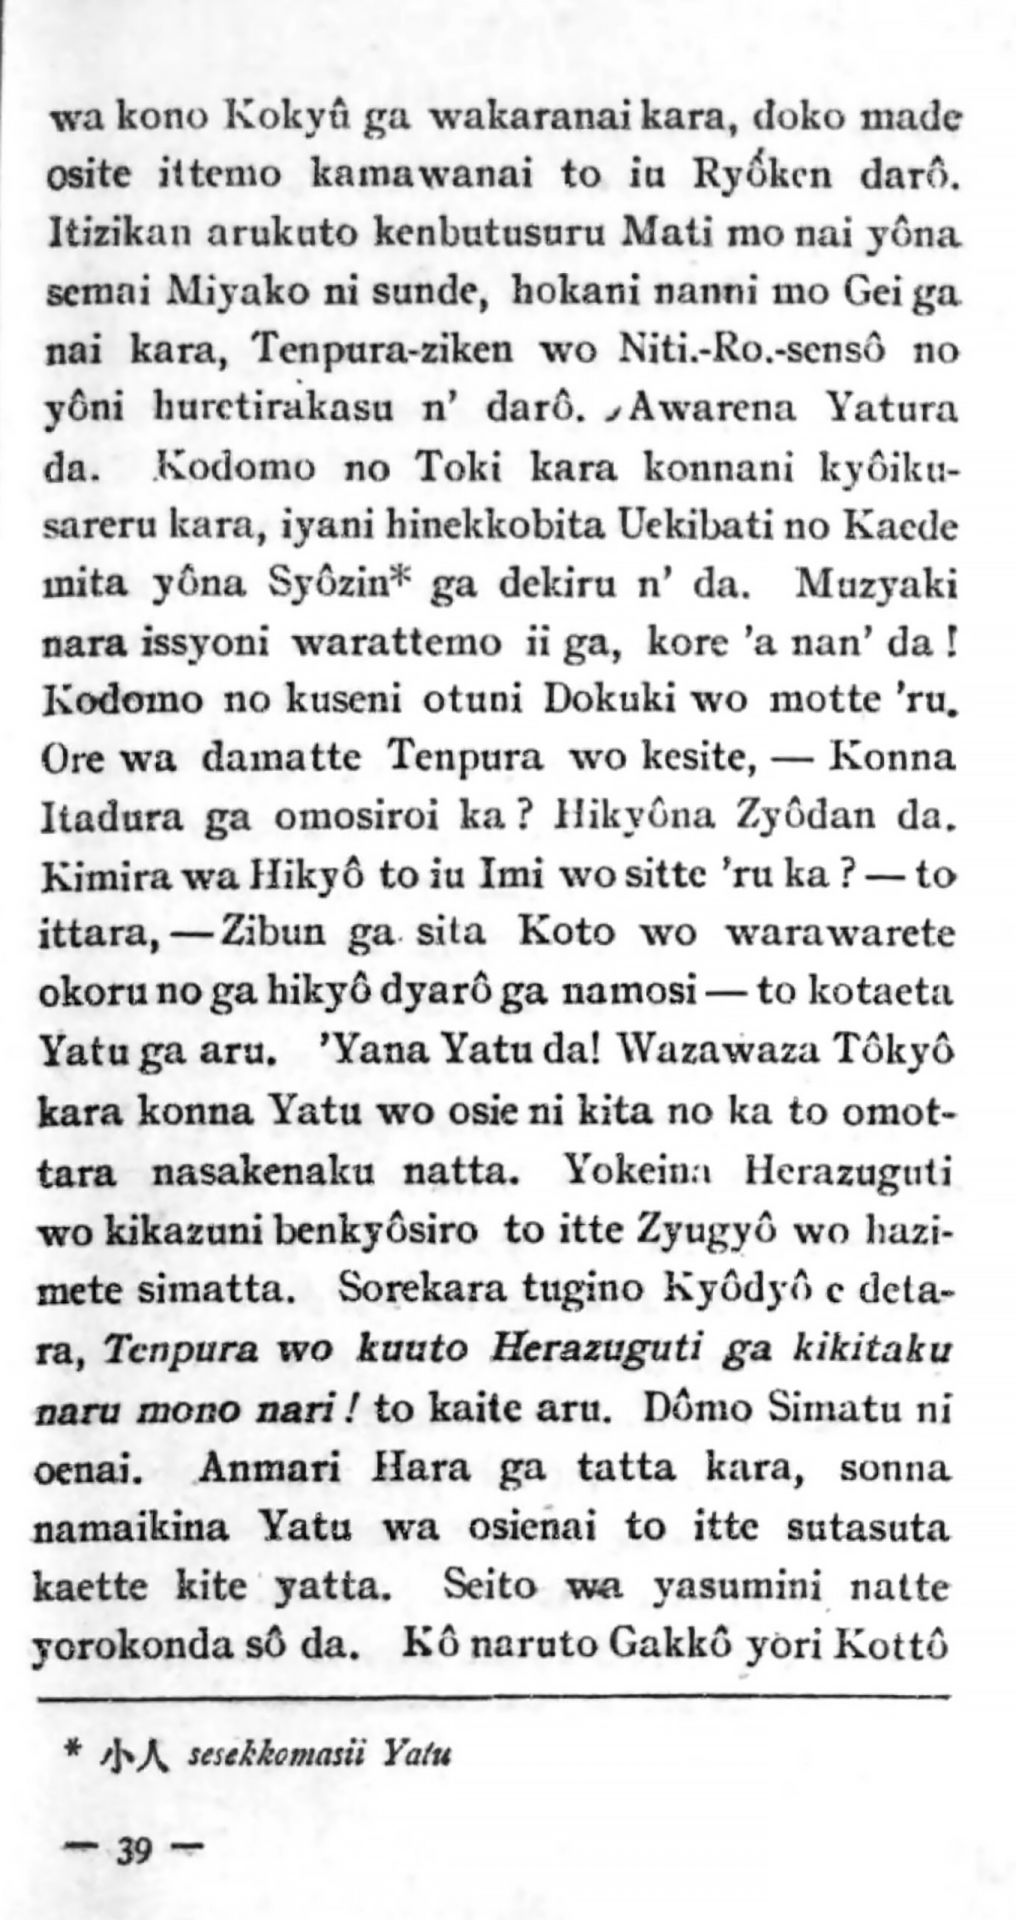 wa kono Kokyû ga wakaranai kara, doko made
osite ittemo kamawanai to iu Ryôken darô.
Itizikan arukuto kenbutusuru Mati mo nai yôna
semai Miyako ni sunde, hokani nanni mo Gei ga
nai kara, Tenpura-ziken wo Niti.-Ro.-sensô no
yôni huretirakasu n' darô. Awarena Yatura
da. Kodomo no Toki kara konnani kyôiku-
sareru kara, iyani hinekkobita Uekibati no Kaede
mita yôna Syôzin* ga dekiru n' da. Muzyaki
nara issyoni warattemo ii ga, kore 'a nan' da!
Kodomo no kuseni otuni Dokuki wo motte 'ru.
Ore wa damatte Tenpura wo kesite, — Konna
Itadura ga omosiroi ka? Hikyôna Zyôdan da.
Kimira wa Hikyô to iu Imi wo sitte 'ru ka? — to
ittara, — Zibun ga sita Koto wo warawarete
okoru no ga hikyô dyarô ga namosi — to kotaeta
Yatu ga aru. 'Yana Yatu da! Wazawaza Tôkyô
kara konna Yatu wo osie ni kita no ka to omot-
tara nasakenaku natta. Yokeina Herazuguti
wo kikazuni benkyôsiro to itte Zyugyô wo hazi-
mete simatta. Sorekara tugino Kyôdyô e deta-
ra, Tenpura wo kuuto Herazuguti ga kikitaku
naru mono nari! to kaite aru. Dômo Simatu ni
oenai. Anmari Hara ga tatta kara, sonna
namaikina Yatu wa osienai to itte sutasuta
kaette kite yatta. Seito wa yasumini natte
yorokonda sô da. Kô naruto Gakkô yori Kottô
* 小人 sesekkomasii Yatu
— 39 —